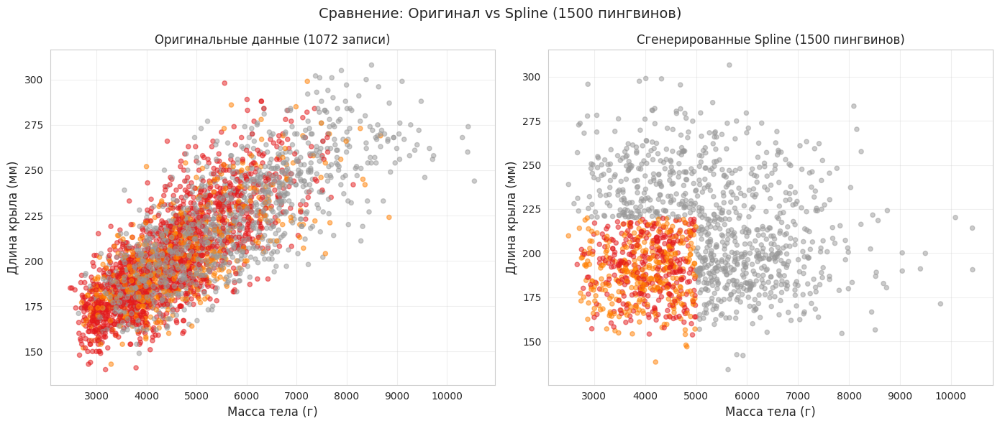 Сравнение: Оригинал vs Spline (1500 пингвинов)
Оригинальные данные (1072 записи)
300
275
250
225
200
175
150
Длина крыла (мм)
3000 4000 5000 6000 7000 8000 9000 10000
Масса тела (г)
Сгенерированные Spline (1500 пингвинов)
300
275
250
225
200
175
150
Длина крыла (мм)
3000 4000 5000 6000 7000 8000 9000 10000
Масса тела (г)